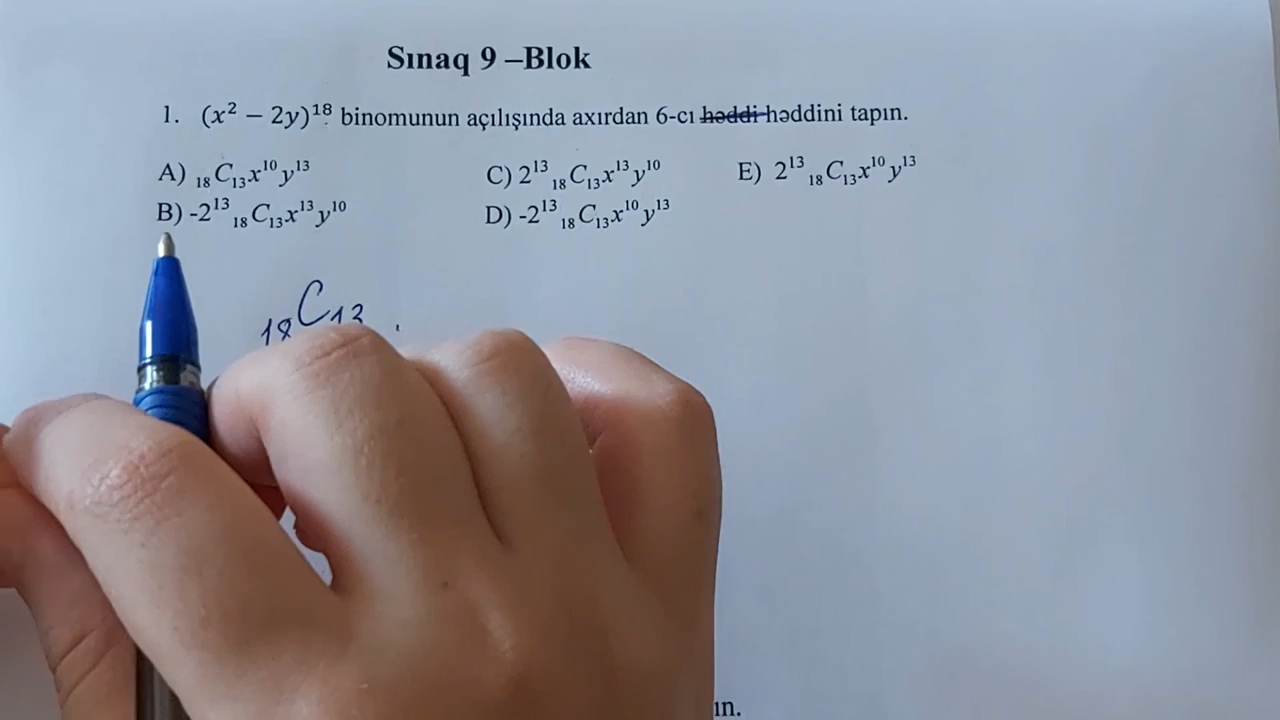 Sınaq 9 –Blok
1. (x² – 2y)¹⁸ binomunun açılışında axırdan 6-cı həddi həddini tapın.
A) ₁₈C₁₃x¹⁰y¹³ C) 2¹³ ₁₈C₁₃x¹³y¹⁰ E) 2¹³ ₁₈C₁₃x¹⁰y¹³
B) -2¹³ ₁₈C₁₃x¹³y¹⁰ D) -2¹³ ₁₈C₁₃x¹⁰y¹³
₁₈C₁₃